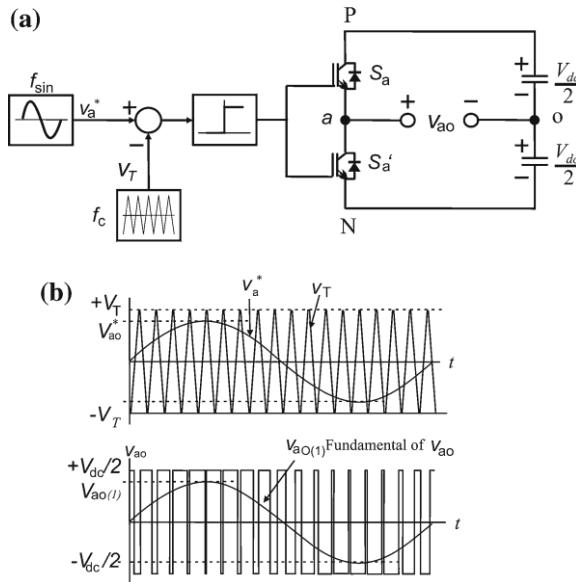 (a)
P
f_sin
v_a*
+
−
S_a
+
V_dc/2
−
a
+
−
v_ao
o
V_T
f_c
S_a'
+
V_dc/2
−
N
(b)
+V_T
V_ao*
v_a*
v_T
t
-V_T
v_ao
+V_dc/2
V_ao(1)
v_aO(1) Fundamental of v_ao
t
-V_dc/2